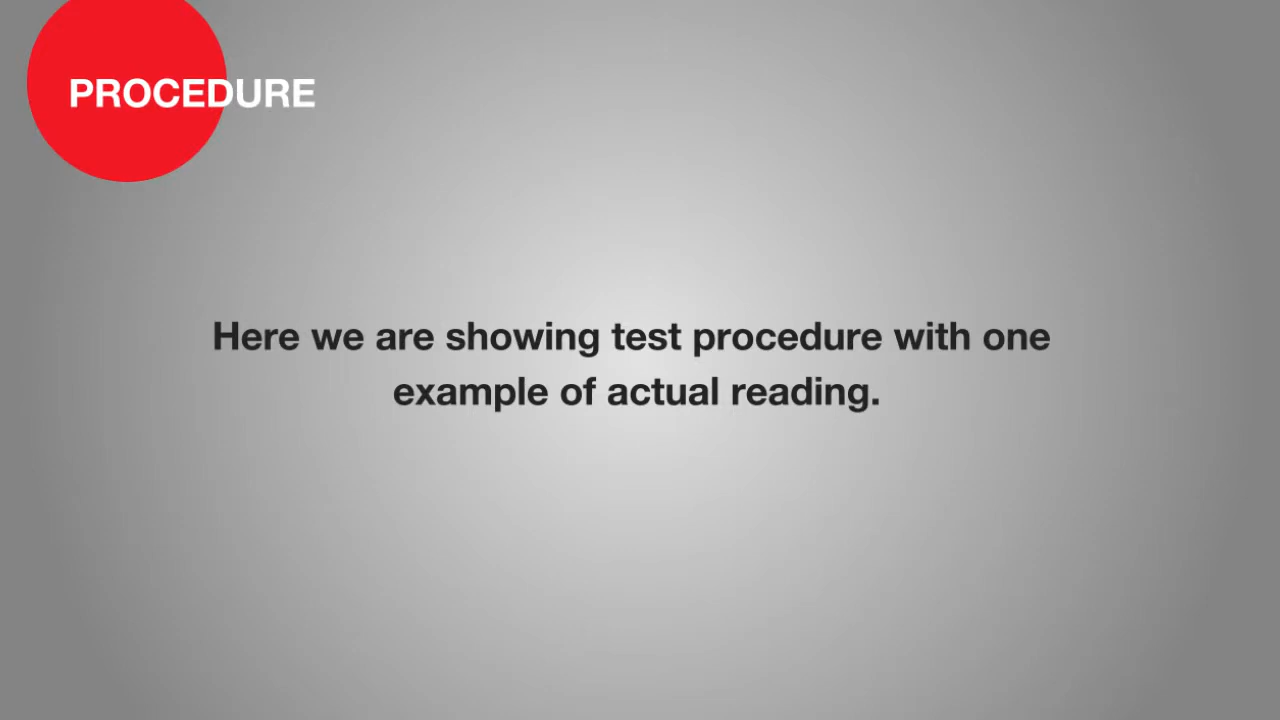 PROCEDURE
Here we are showing test procedure with one
example of actual reading.